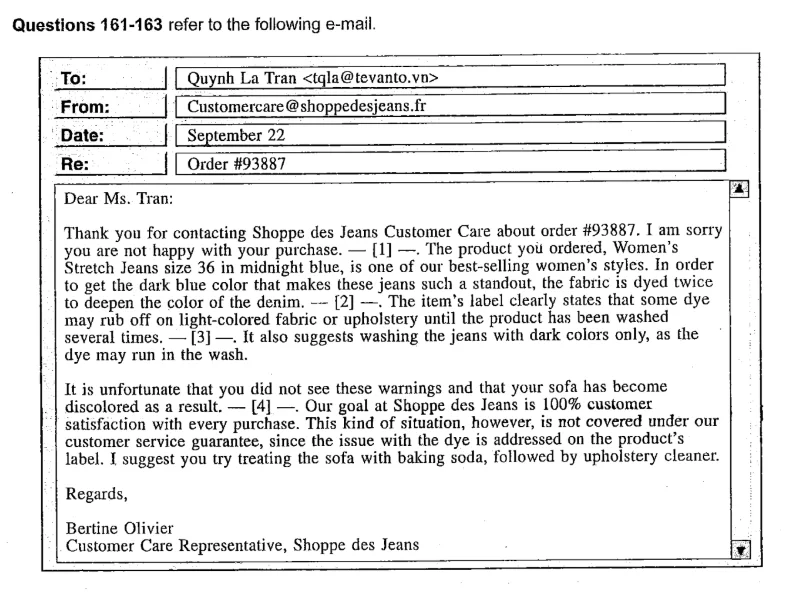 Questions 161-163 refer to the following e-mail.
To: Quynh La Tran <tqla@tevanto.vn>
From: Customercare@shoppedesjeans.fr
Date: September 22
Re: Order #93887
Dear Ms. Tran:
Thank you for contacting Shoppe des Jeans Customer Care about order #93887. I am sorry
you are not happy with your purchase. — [1] —. The product you ordered, Women's
Stretch Jeans size 36 in midnight blue, is one of our best-selling women's styles. In order
to get the dark blue color that makes these jeans such a standout, the fabric is dyed twice
to deepen the color of the denim. — [2] —. The item's label clearly states that some dye
may rub off on light-colored fabric or upholstery until the product has been washed
several times. — [3] —. It also suggests washing the jeans with dark colors only, as the
dye may run in the wash.
It is unfortunate that you did not see these warnings and that your sofa has become
discolored as a result. — [4] —. Our goal at Shoppe des Jeans is 100% customer
satisfaction with every purchase. This kind of situation, however, is not covered under our
customer service guarantee, since the issue with the dye is addressed on the product's
label. I suggest you try treating the sofa with baking soda, followed by upholstery cleaner.
Regards,
Bertine Olivier
Customer Care Representative, Shoppe des Jeans